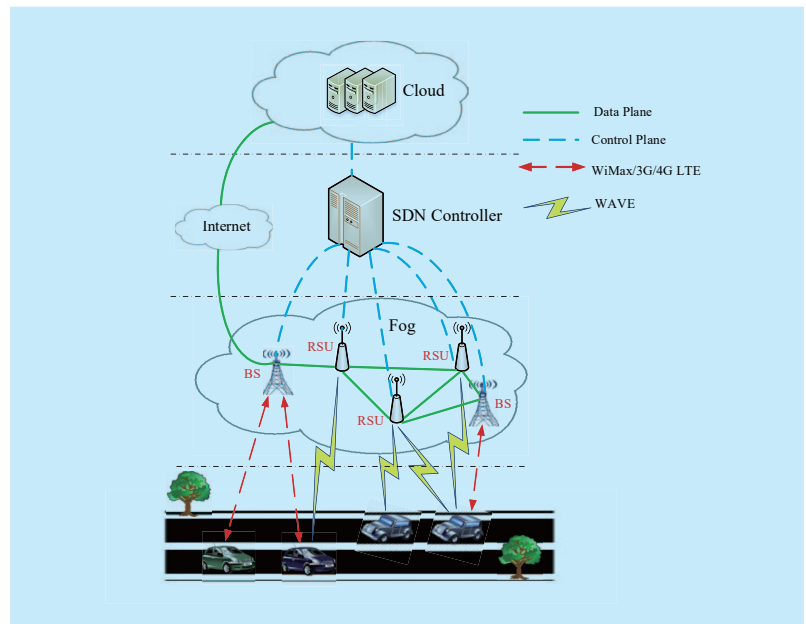 Cloud
Data Plane
Control Plane
WiMax/3G/4G LTE
WAVE
SDN Controller
Internet
Fog
RSU
RSU
BS
BS
RSU